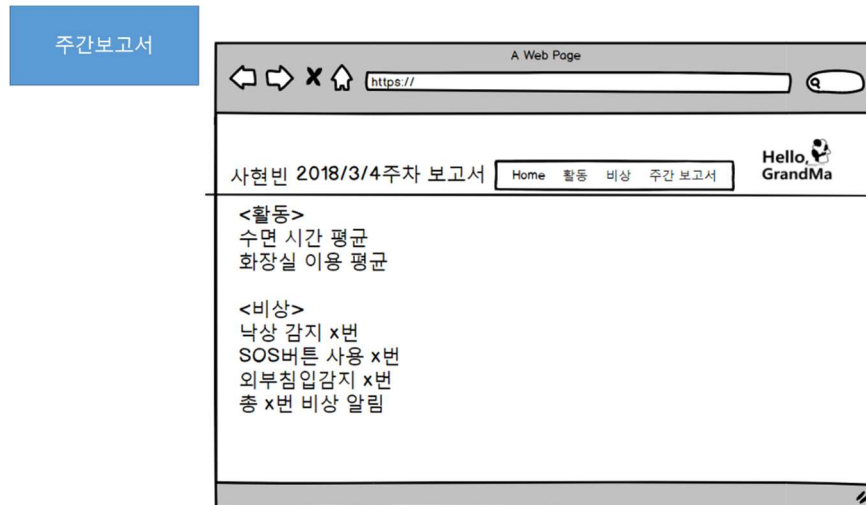 주간보고서
A Web Page
https://
사현빈 2018/3/4주차 보고서
Home 활동 비상 주간 보고서
Hello,
GrandMa
<활동>
수면 시간 평균
화장실 이용 평균
<비상>
낙상 감지 x번
SOS버튼 사용 x번
외부침입감지 x번
총 x번 비상 알림